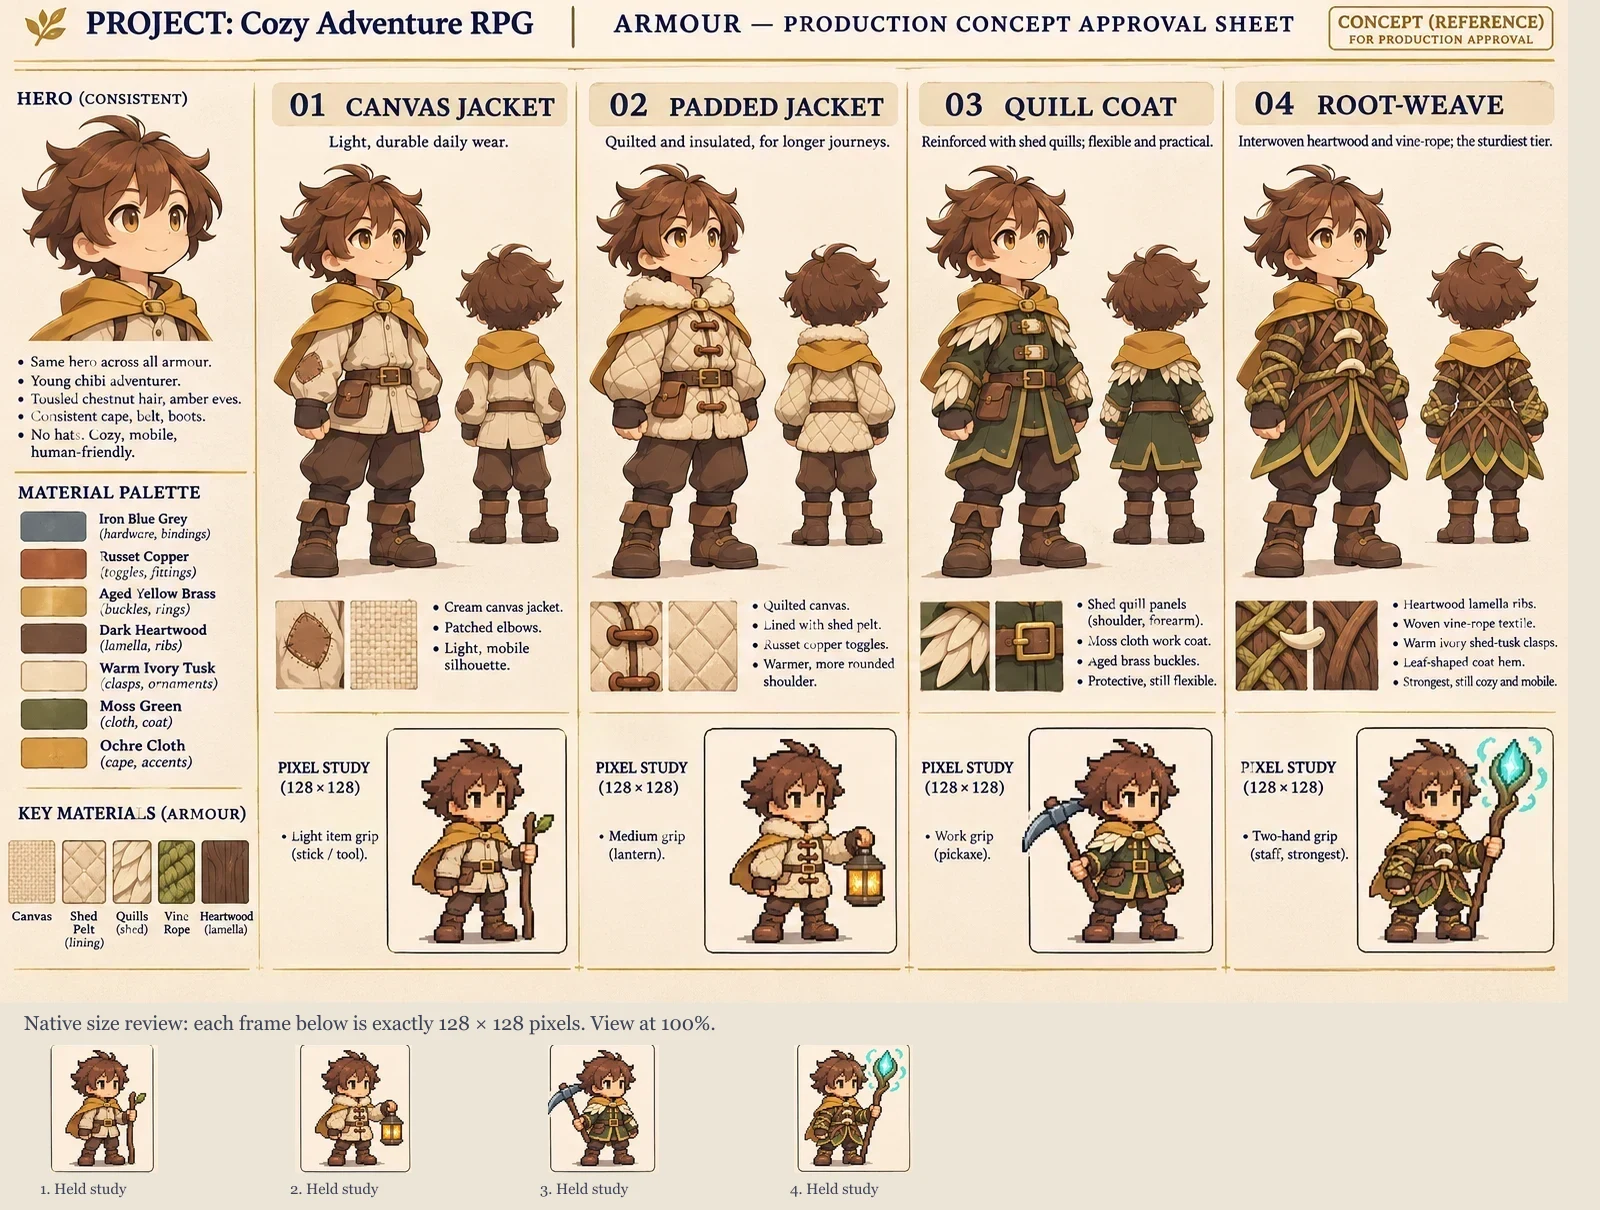 PROJECT: Cozy Adventure RPG
ARMOUR — PRODUCTION CONCEPT APPROVAL SHEET
CONCEPT (REFERENCE)
FOR PRODUCTION APPROVAL
HERO (CONSISTENT)
• Same hero across all armour.
• Young chibi adventurer.
• Tousled chestnut hair, amber eyes.
• Consistent cape, belt, boots.
• No hats. Cozy, mobile,
human-friendly.
MATERIAL PALETTE
Iron Blue Grey
(hardware, bindings)
Russet Copper
(toggles, fittings)
Aged Yellow Brass
(buckles, rings)
Dark Heartwood
(lamella, ribs)
Warm Ivory Tusk
(clasps, ornaments)
Moss Green
(cloth, coat)
Ochre Cloth
(cape, accents)
KEY MATERIALS (ARMOUR)
Canvas
Shed
Pelt
(lining)
Quills
(shed)
Vine
Rope
Heartwood
(lamella)
01 CANVAS JACKET
Light, durable daily wear.
• Cream canvas jacket.
• Patched elbows.
• Light, mobile
silhouette.
PIXEL STUDY
(128×128)
• Light item grip
(stick / tool).
02 PADDED JACKET
Quilted and insulated, for longer journeys.
• Quilted canvas.
• Lined with shed pelt.
• Russet copper toggles.
• Warmer, more rounded
shoulder.
PIXEL STUDY
(128×128)
• Medium grip
(lantern).
03 QUILL COAT
Reinforced with shed quills; flexible and practical.
• Shed quill panels
(shoulder, forearm).
• Moss cloth work coat.
• Aged brass buckles.
• Protective, still flexible.
PIXEL STUDY
(128×128)
• Work grip
(pickaxe).
04 ROOT-WEAVE
Interwoven heartwood and vine-rope; the sturdiest tier.
• Heartwood lamella ribs.
• Woven vine-rope textile.
• Warm ivory shed-tusk clasps.
• Leaf-shaped coat hem.
• Strongest, still cozy and mobile.
PIXEL STUDY
(128×128)
• Two-hand grip
(staff, strongest).
Native size review: each frame below is exactly 128 × 128 pixels. View at 100%.
1. Held study
2. Held study
3. Held study
4. Held study